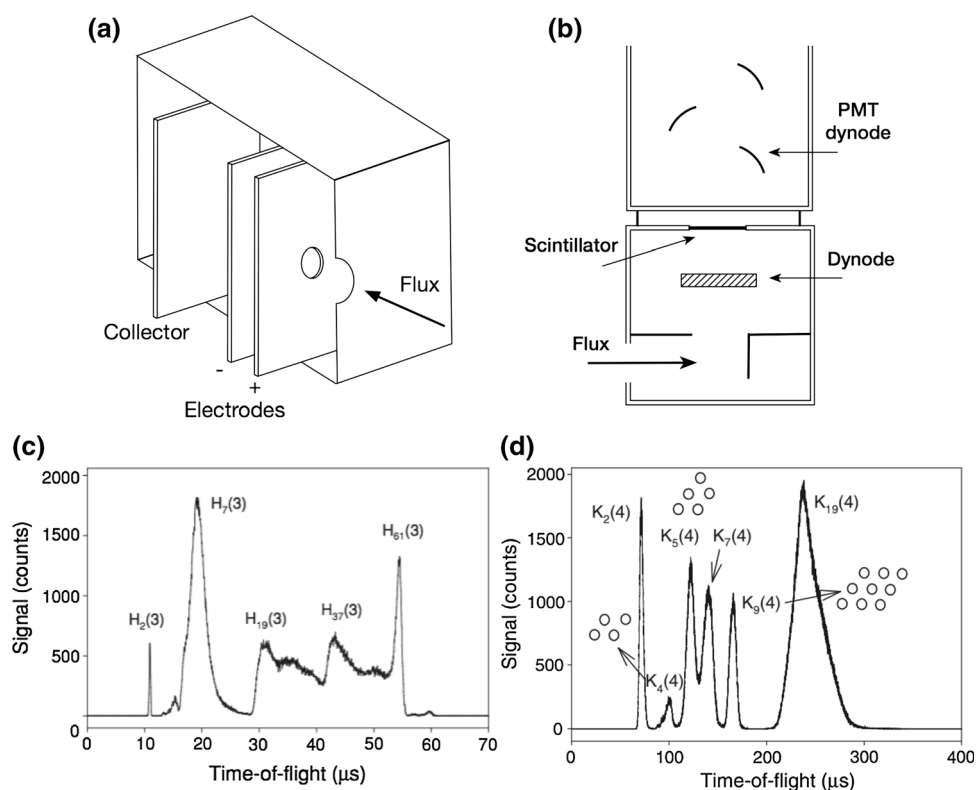 (a)
Flux
Collector
-
+
Electrodes
(b)
PMT
dynode
Scintillator
Dynode
Flux
(c)
2000
1500
1000
500
0
Signal (counts)
H₂(3)
H₇(3)
H₁₉(3)
H₃₇(3)
H₆₁(3)
0 10 20 30 40 50 60 70
Time-of-flight (μs)
(d)
2000
1500
1000
500
0
Signal (counts)
K₂(4)
K₄(4)
K₅(4)
K₇(4)
K₉(4)
K₁₉(4)
0 100 200 300 400
Time-of-flight (μs)